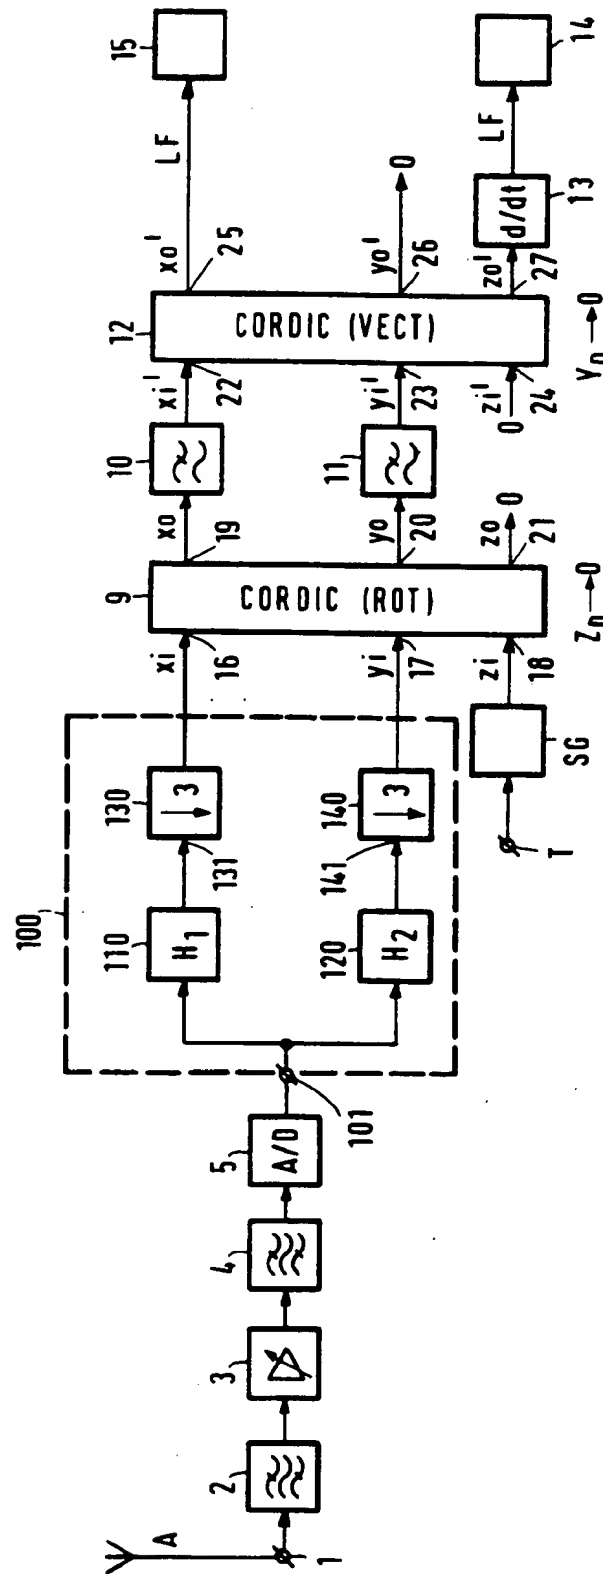 A
1
2
3
4
5
A/D
101
100
110
H1
120
H2
131
141
130
3
140
3
T
SG
xi
16
yi
17
zi
18
9
CORDIC (ROT)
Zn → 0
xo
19
yo
20
zo
21
0
10
11
xi'
22
yi'
23
0
zi'
24
12
CORDIC (VECT)
Yn → 0
xo'
25
yo'
26
0
zo'
27
d/dt
13
LF
15
LF
14